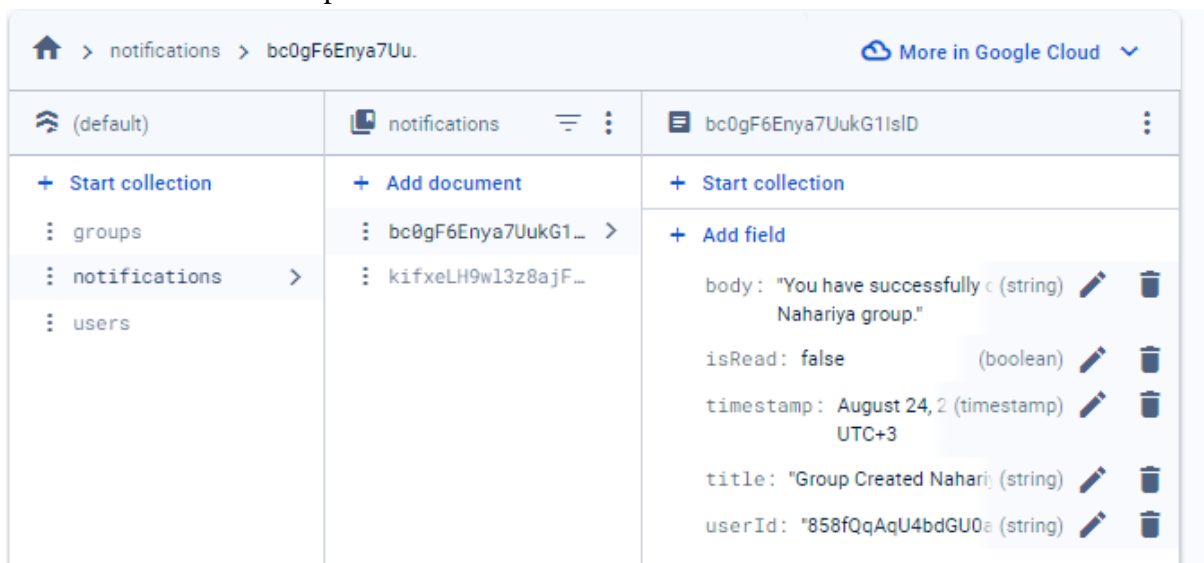 notifications > bc0gF6Enya7Uu. More in Google Cloud
(default) notifications bc0gF6Enya7UukG1IslD
+ Start collection + Add document + Start collection
groups bc0gF6Enya7UukG1… > + Add field
notifications > kifxeLH9wl3z8ajF…
users
body: "You have successfully (string)
Nahariya group."
isRead: false (boolean)
timestamp: August 24, 2 (timestamp)
UTC+3
title: "Group Created Nahari (string)
userId: "858fQqAqU4bdGU0a (string)